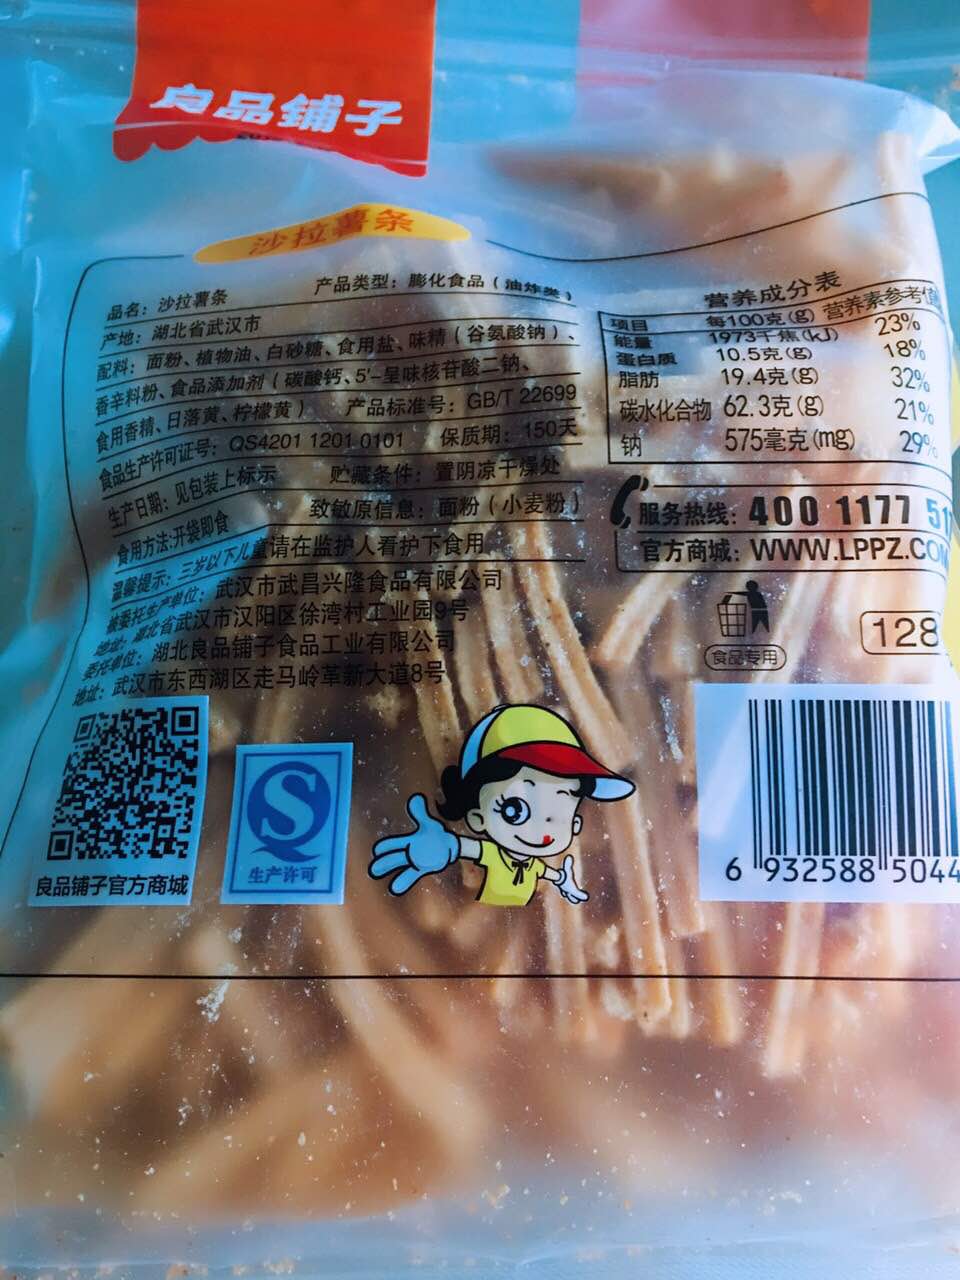 良品铺子
沙拉薯条
品名：沙拉薯条 产品类型：膨化食品（油炸类）
产地：湖北省武汉市
配料：面粉、植物油、白砂糖、食用盐、味精（谷氨酸钠）、
香辛料粉、食品添加剂（碳酸钙、5'-呈味核苷酸二钠、
食用香精、日落黄、柠檬黄） 产品标准号：GB/T 22699
食品生产许可证号：QS4201 1201 0101 保质期：150天
生产日期：见包装上标示 贮藏条件：置阴凉干燥处
食用方法:开袋即食 致敏原信息：面粉（小麦粉）
温馨提示：三岁以下儿童请在监护人看护下食用
被委托生产单位：武汉市武昌兴隆食品有限公司
地址：湖北省武汉市汉阳区徐湾村工业园9号
委托单位：湖北良品铺子食品工业有限公司
地址：武汉市东西湖区走马岭革新大道8号
营养成分表
项目 每100克(g) 营养素参考值
能量 1973千焦(kJ) 23%
蛋白质 10.5克(g) 18%
脂肪 19.4克(g) 32%
碳水化合物 62.3克(g) 21%
钠 575毫克(mg) 29%
服务热线：400 1177 51
官方商城：WWW.LPPZ.COM
食品专用
128
良品铺子官方商城
生产许可
6 932588 5044